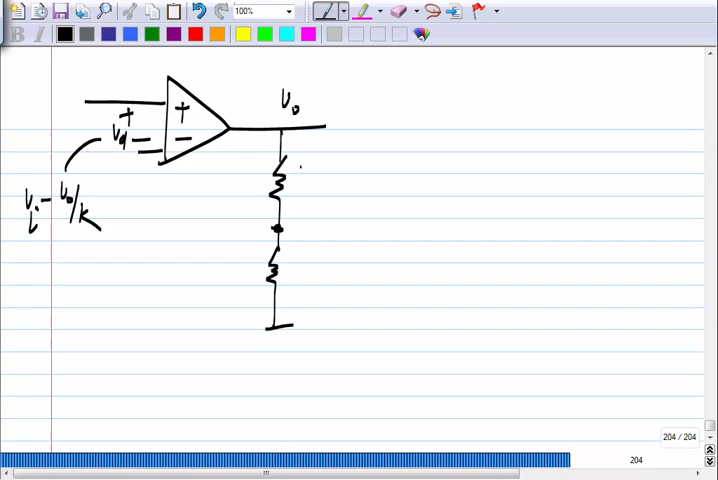 100%
B I
V₀
+
+
V_d −
−
V_i − V₀/k
204 / 204
204